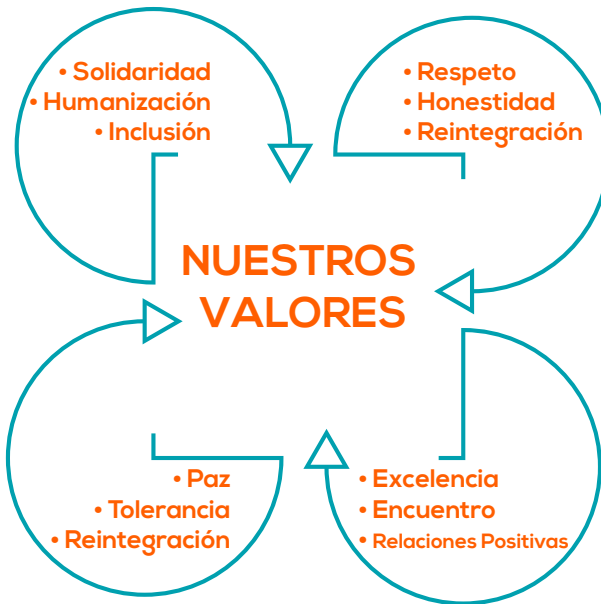 • Solidaridad
• Humanización
• Inclusión
• Respeto
• Honestidad
• Reintegración
NUESTROS
VALORES
• Paz
• Tolerancia
• Reintegración
• Excelencia
• Encuentro
• Relaciones Positivas